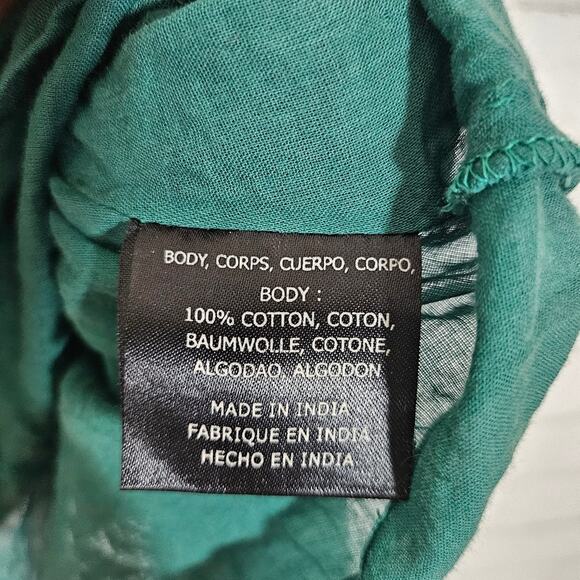 BODY, CORPS, CUERPO, CORPO,
BODY :
100% COTTON, COTON,
BAUMWOLLE, COTONE,
ALGODAO, ALGODON
MADE IN INDIA
FABRIQUE EN INDIA
HECHO EN INDIA